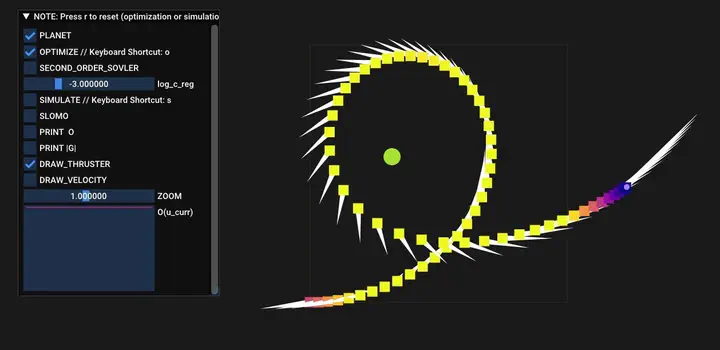 NOTE: Press r to reset (optimization or simulatio
PLANET
OPTIMIZE // Keyboard Shortcut: o
SECOND_ORDER_SOVLER
-3.000000 log_c_reg
SIMULATE // Keyboard Shortcut: s
SLOMO
PRINT O
PRINT |G|
DRAW_THRUSTER
DRAW_VELOCITY
1.000000 ZOOM
O(u_curr)